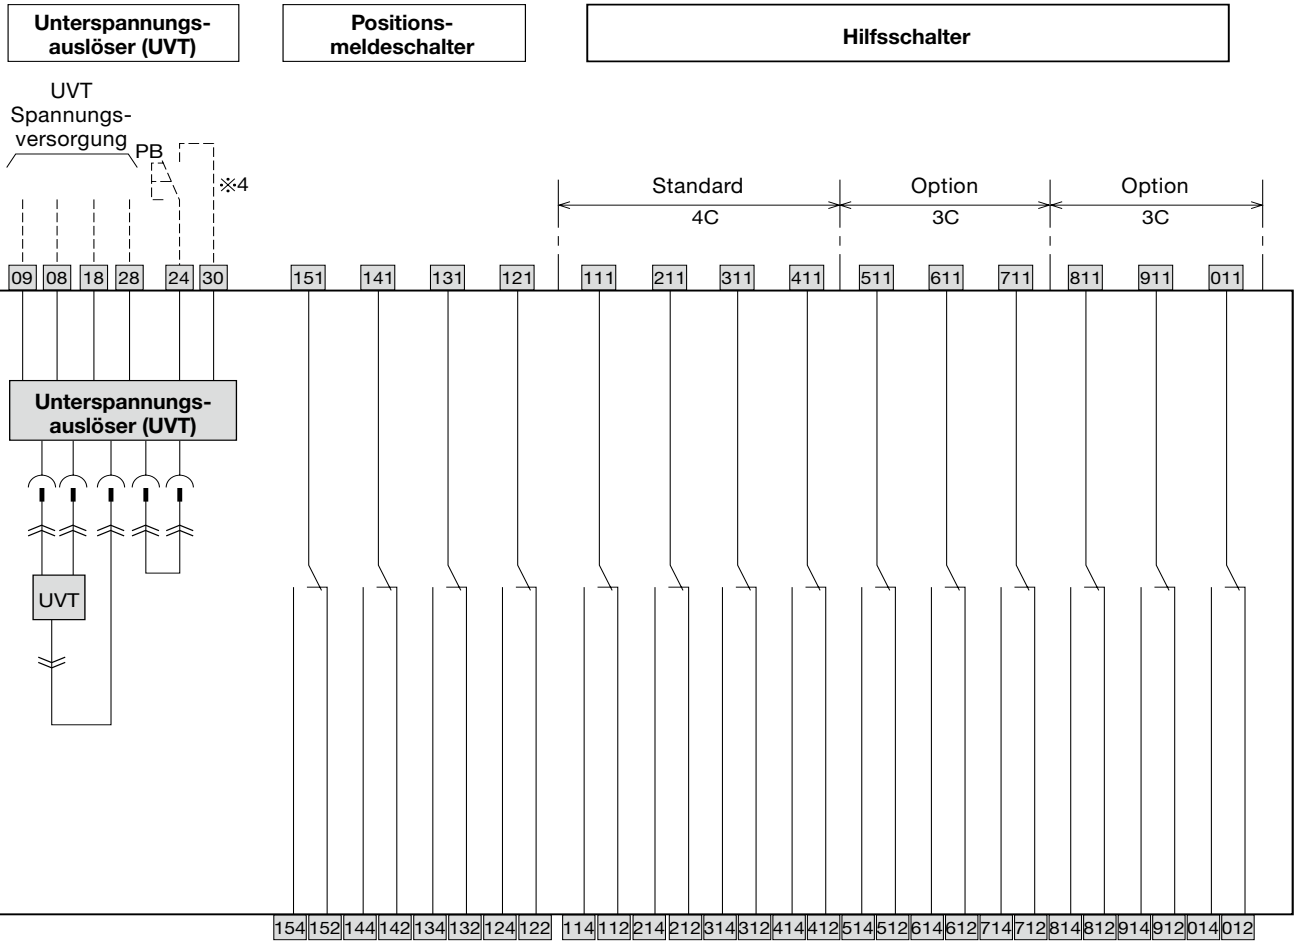 Unterspannungs-
auslöser (UVT)
Positions-
meldeschalter
Hilfsschalter
UVT
Spannungs-
versorgung
PB
※4
Standard
4C
Option
3C
Option
3C
09 08 18 28 24 30 151 141 131 121 111 211 311 411 511 611 711 811 911 011
Unterspannungs-
auslöser (UVT)
UVT
154 152 144 142 134 132 124 122 114 112 214 212 314 312 414 412 514 512 614 612 714 712 814 812 914 912 014 012